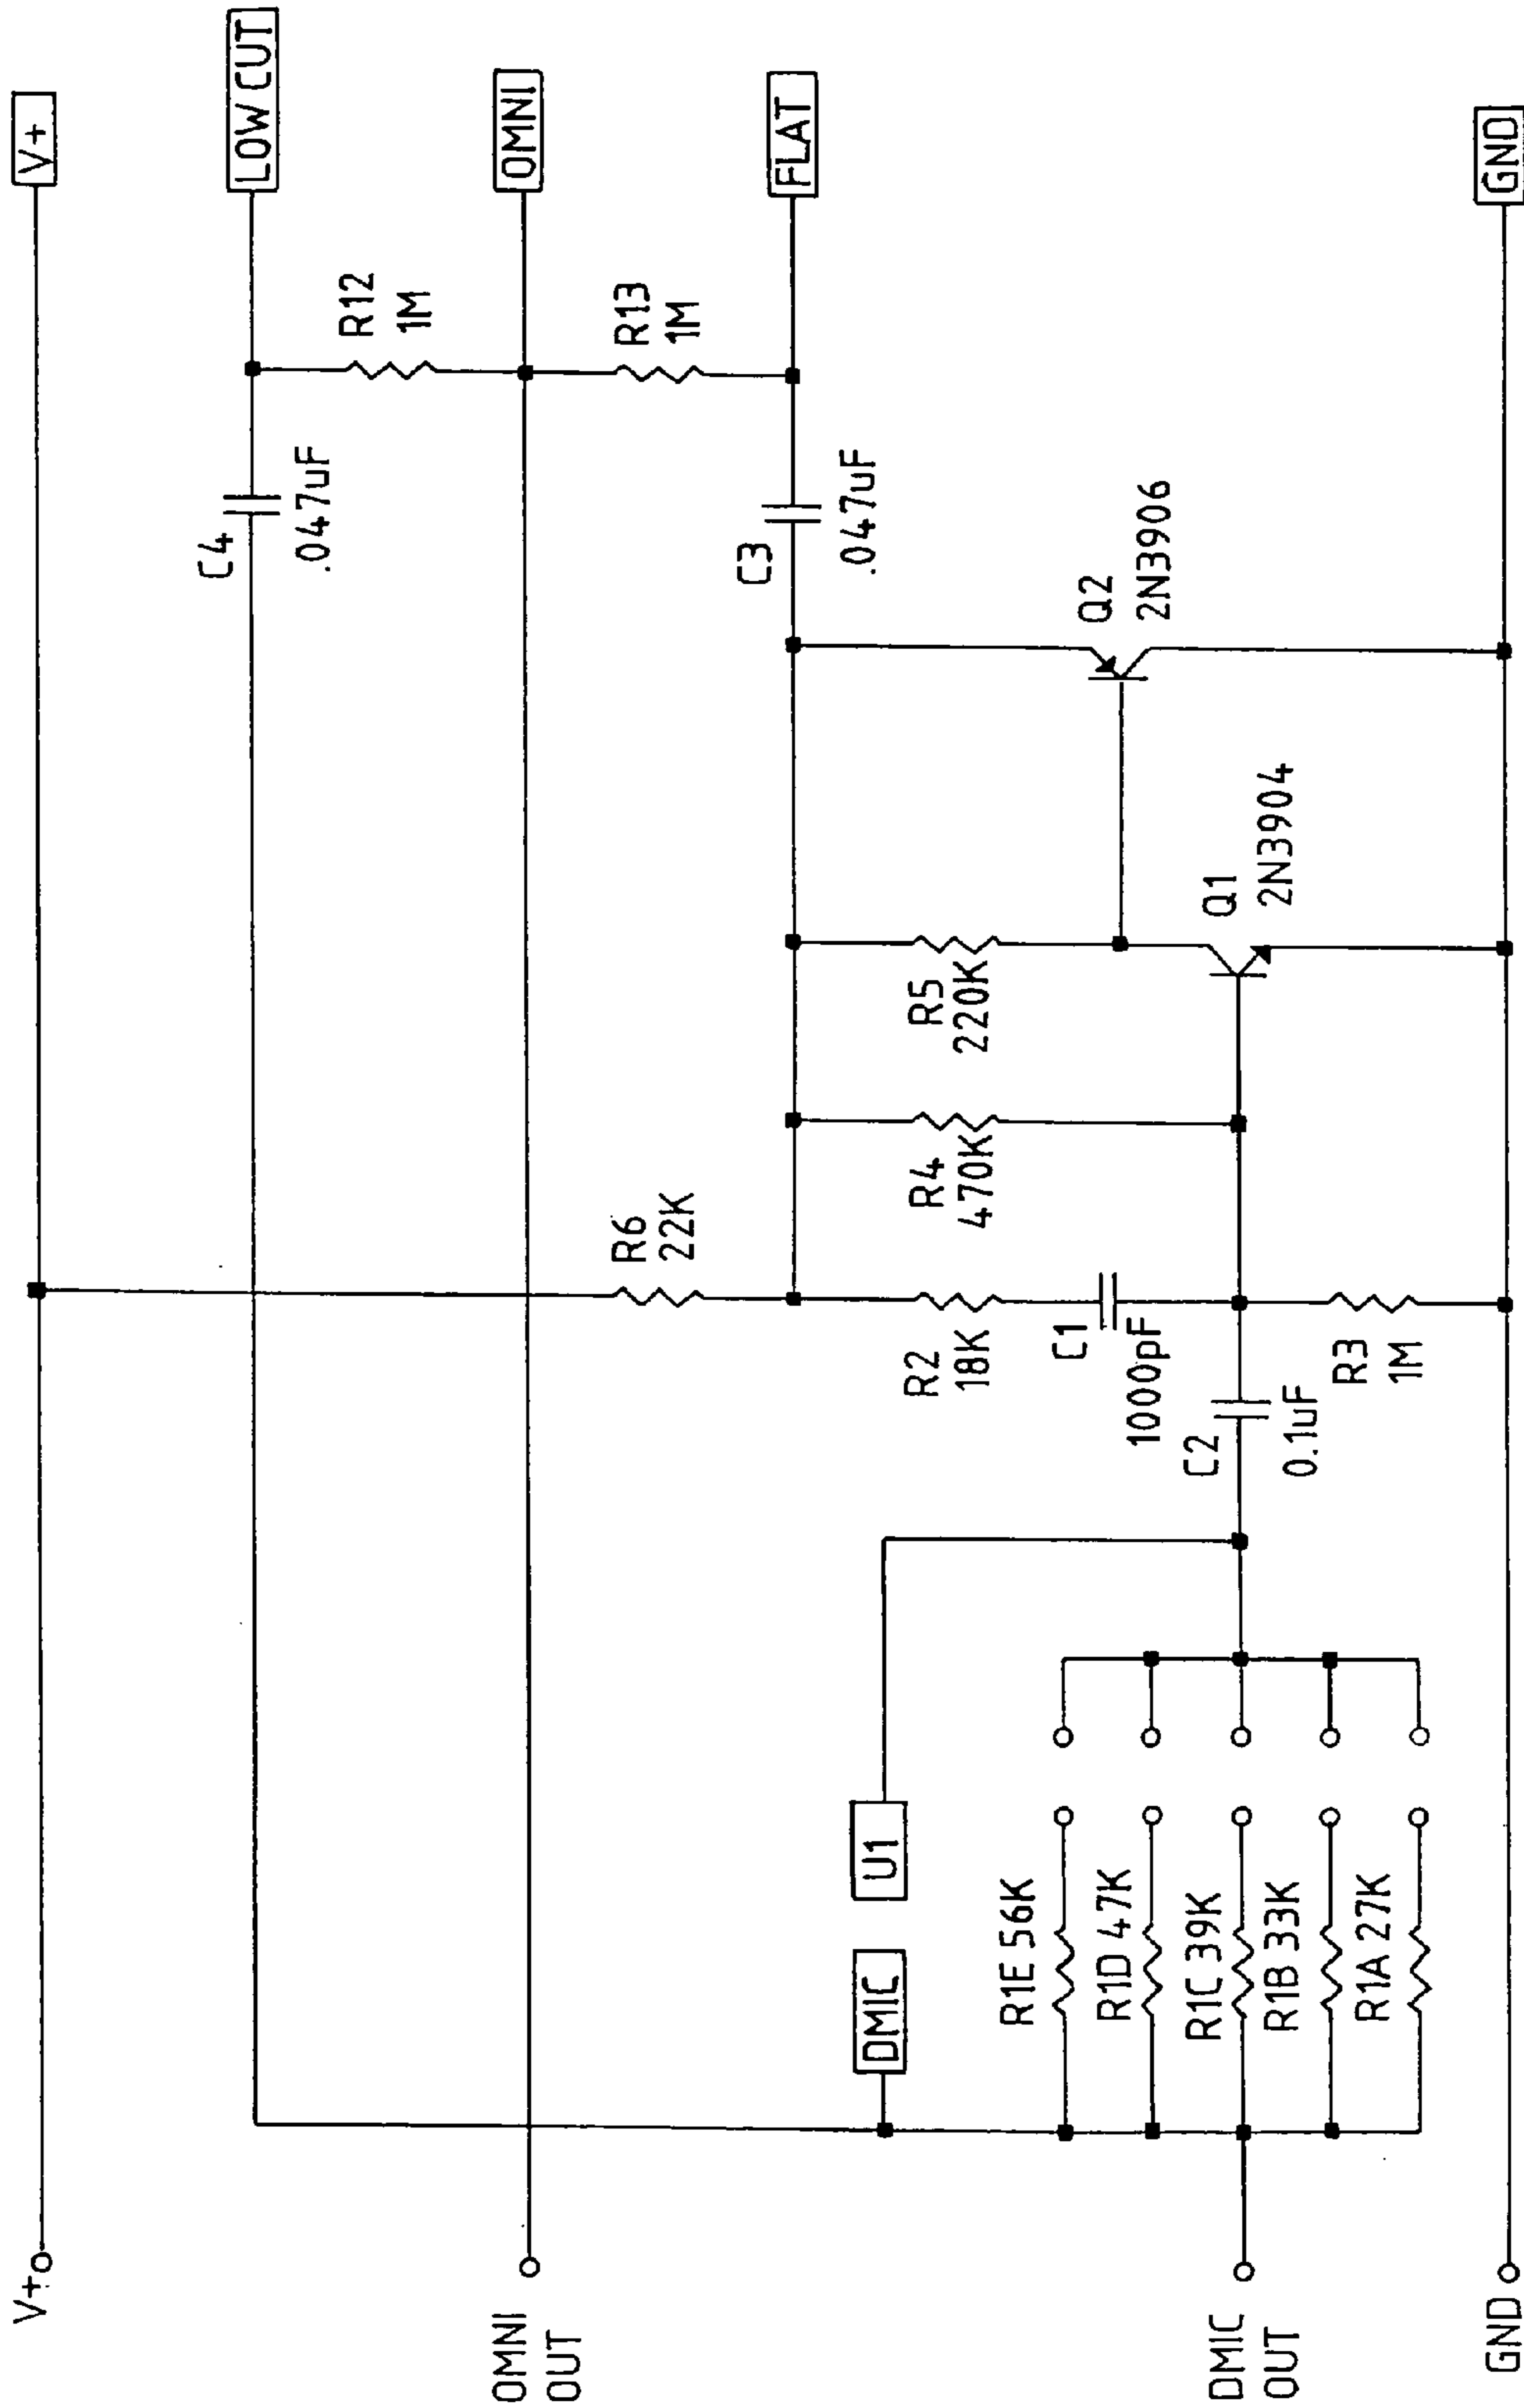 V+
V+
LOW CUT
C4
.047uF
R12
1M
OMNI
OUT
OMNI
R6
22K
R13
1M
FLAT
C3
.047uF
R2
18K
C1
1000pF
R4
470K
R5
220K
Q2
2N3906
DMIC
U1
R1E 56K
R1D 47K
R1C 39K
R1B 33K
R1A 27K
C2
0.1uF
Q1
2N3904
R3
1M
DMIC
OUT
GND
GND